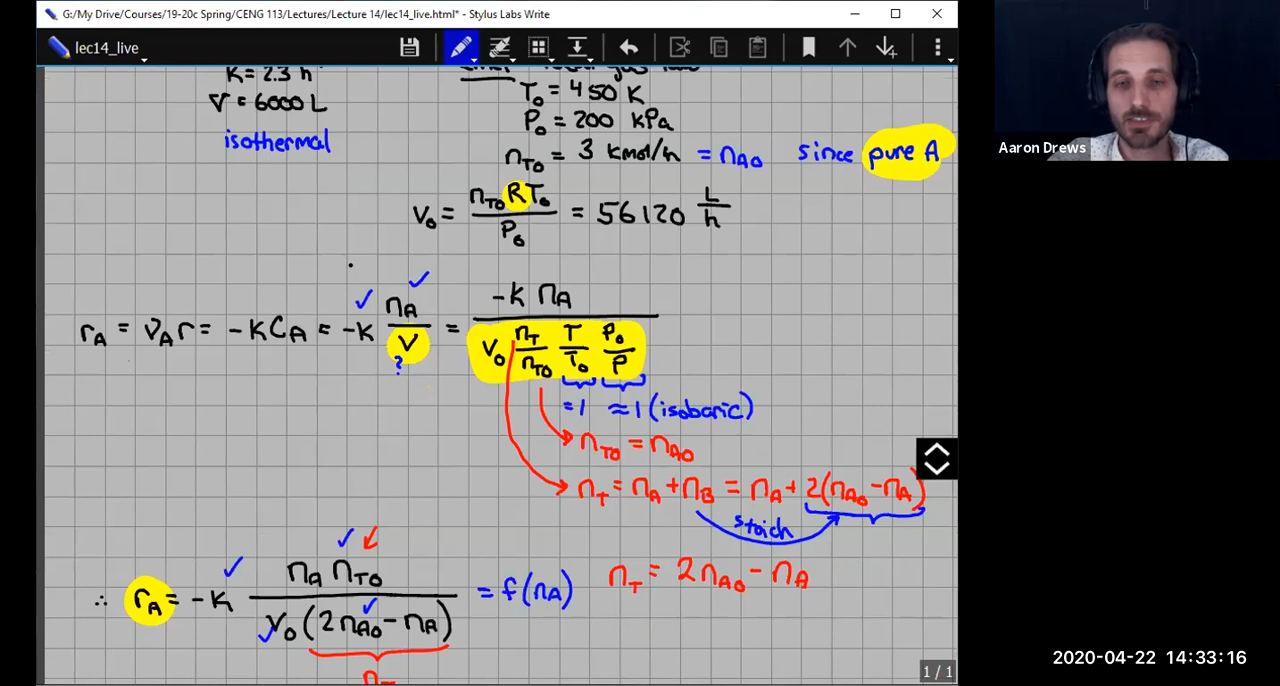 G:/My Drive/Courses/19-20c Spring/CENG 113/Lectures/Lecture 14/lec14_live.html* - Stylus Labs Write
lec14_live
K = 2.3 h
V = 6000 L
isothermal
T₀ = 450 K
P₀ = 200 kPa
n_T0 = 3 kmol/h = n_A0 since pure A
V₀ = n_T0 R T₀ / P₀ = 56120 L/h
r_A = ν_A r = -K C_A = -K n_A / V = -K n_A / (V₀ n_T/n_T0 T/T₀ P₀/P)
?
=1 ≈1 (isobaric)
n_T0 = n_A0
n_T = n_A + n_B = n_A + 2(n_A0 - n_A)
stoich
n_T = 2n_A0 - n_A
∴ r_A = -K n_A n_T0 / (V₀ (2n_A0 - n_A)) = f(n_A)
n_T
1 / 1
Aaron Drews
2020-04-22 14:33:16